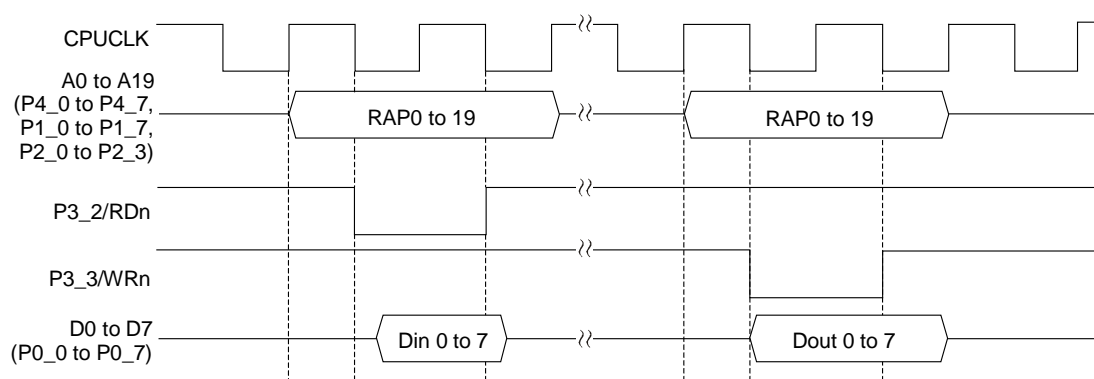 CPUCLK
A0 to A19
(P4_0 to P4_7,
P1_0 to P1_7,
P2_0 to P2_3)
RAP0 to 19
RAP0 to 19
P3_2/RDn
P3_3/WRn
D0 to D7
(P0_0 to P0_7)
Din 0 to 7
Dout 0 to 7